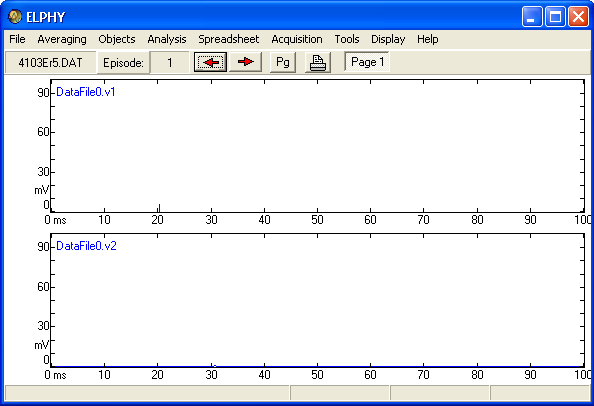 ELPHY
File Averaging Objects Analysis Spreadsheet Acquisition Tools Display Help
4103Er5.DAT Episode: 1 Pg Page 1
DataFile0.v1
90
60
30
mV
0
0 ms 10 20 30 40 50 60 70 80 90 100
DataFile0.v2
90
60
30
mV
0
0 ms 10 20 30 40 50 60 70 80 90 100